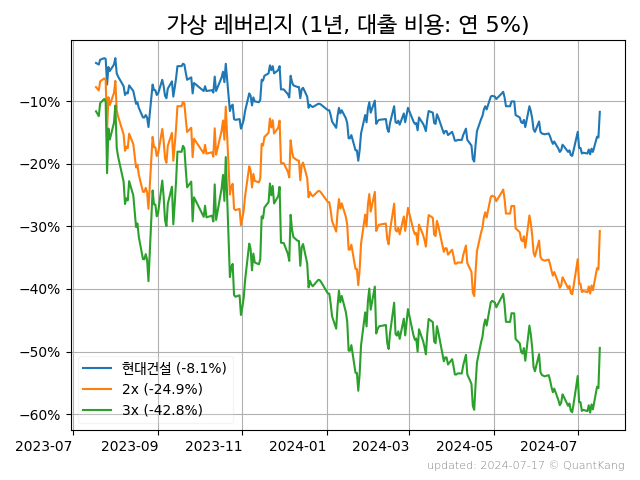 가상 레버리지 (1년, 대출 비용: 연 5%)
−10%
−20%
−30%
−40%
−50%
−60%
현대건설 (-8.1%)
2x (-24.9%)
3x (-42.8%)
2023-07 2023-09 2023-11 2024-01 2024-03 2024-05 2024-07
updated: 2024-07-17 © QuantKang